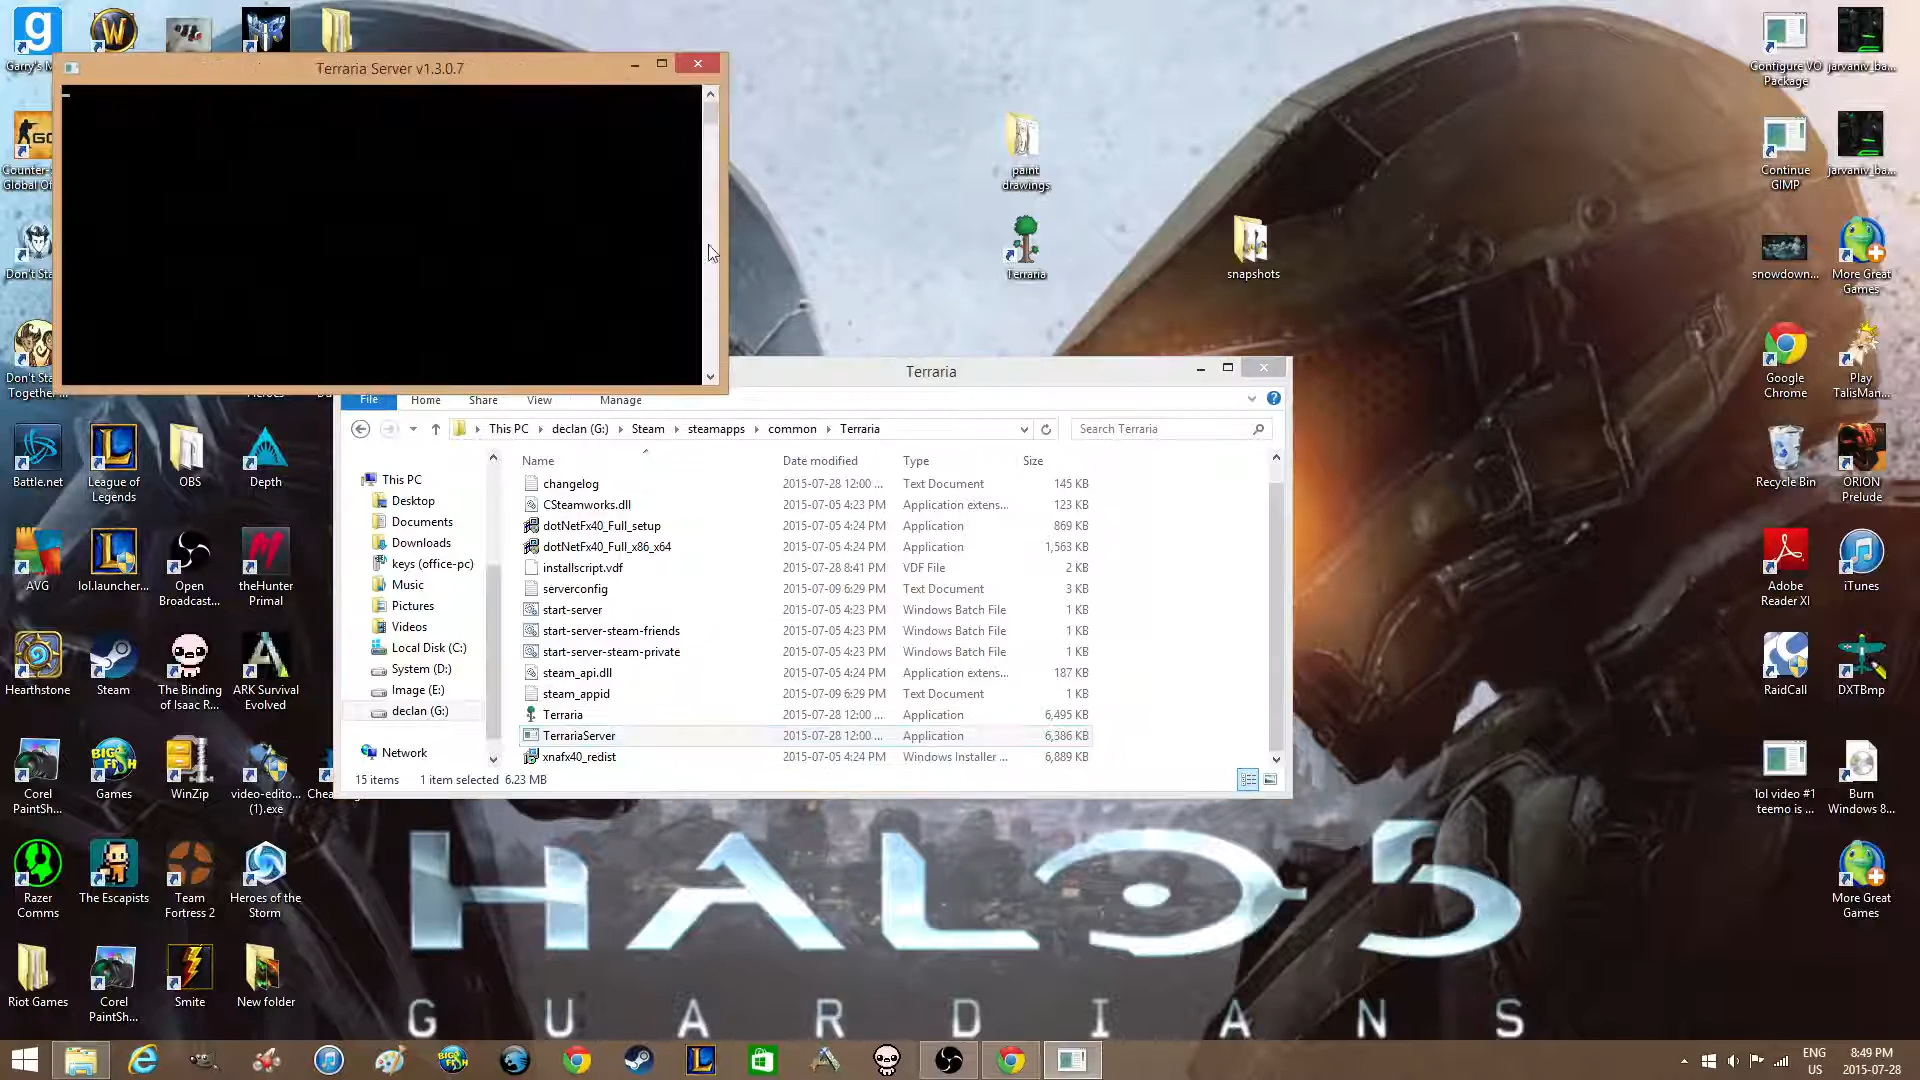 Terraria Server v1.3.0.7
Terraria
File Home Share View Manage
This PC declan (G:) Steam steamapps common Terraria
Search Terraria
Name Date modified Type Size
changelog 2015-07-28 12:00 ... Text Document 145 KB
CSteamworks.dll 2015-07-05 4:23 PM Application extens... 123 KB
dotNetFx40_Full_setup 2015-07-05 4:24 PM Application 869 KB
dotNetFx40_Full_x86_x64 2015-07-05 4:24 PM Application 1,563 KB
installscript.vdf 2015-07-28 8:41 PM VDF File 2 KB
serverconfig 2015-07-09 6:29 PM Text Document 3 KB
start-server 2015-07-05 4:23 PM Windows Batch File 1 KB
start-server-steam-friends 2015-07-05 4:23 PM Windows Batch File 1 KB
start-server-steam-private 2015-07-05 4:23 PM Windows Batch File 1 KB
steam_api.dll 2015-07-05 4:24 PM Application extens... 187 KB
steam_appid 2015-07-09 6:29 PM Text Document 1 KB
Terraria 2015-07-28 12:00 ... Application 6,495 KB
TerrariaServer 2015-07-28 12:00 ... Application 6,386 KB
xnafx40_redist 2015-07-05 4:24 PM Windows Installer ... 6,889 KB
This PC
Desktop
Documents
Downloads
keys (office-pc)
Music
Pictures
Videos
Local Disk (C:)
System (D:)
Image (E:)
declan (G:)
Network
15 items 1 item selected 6.23 MB
Garry's
Counter-
Global Of
Don't Sta
Don't Sta
Together...
Battle.net
League of
Legends
OBS
Depth
AVG
lol.launcher...
Open
Broadcast...
theHunter
Primal
Hearthstone
Steam
The Binding
of Isaac R...
ARK Survival
Evolved
Corel
PaintSh...
Games
WinZip
video-edito...
(1).exe
Chea
Razer
Comms
The Escapists
Team
Fortress 2
Heroes of the
Storm
Riot Games
Corel
PaintSh...
Smite
New folder
paint
drawings
Terraria
snapshots
Configure VO
Package
jarvaniv_ba...
Continue
GIMP
jarvaniv_ba...
snowdown...
More Great
Games
Google
Chrome
Play
TalisMan...
Recycle Bin
ORION
Prelude
Adobe
Reader XI
iTunes
RaidCall
DXTBmp
lol video #1
teemo is ...
Burn
Windows 8...
More Great
Games
HALO 5
GUARDIANS
ENG
US
8:49 PM
2015-07-28